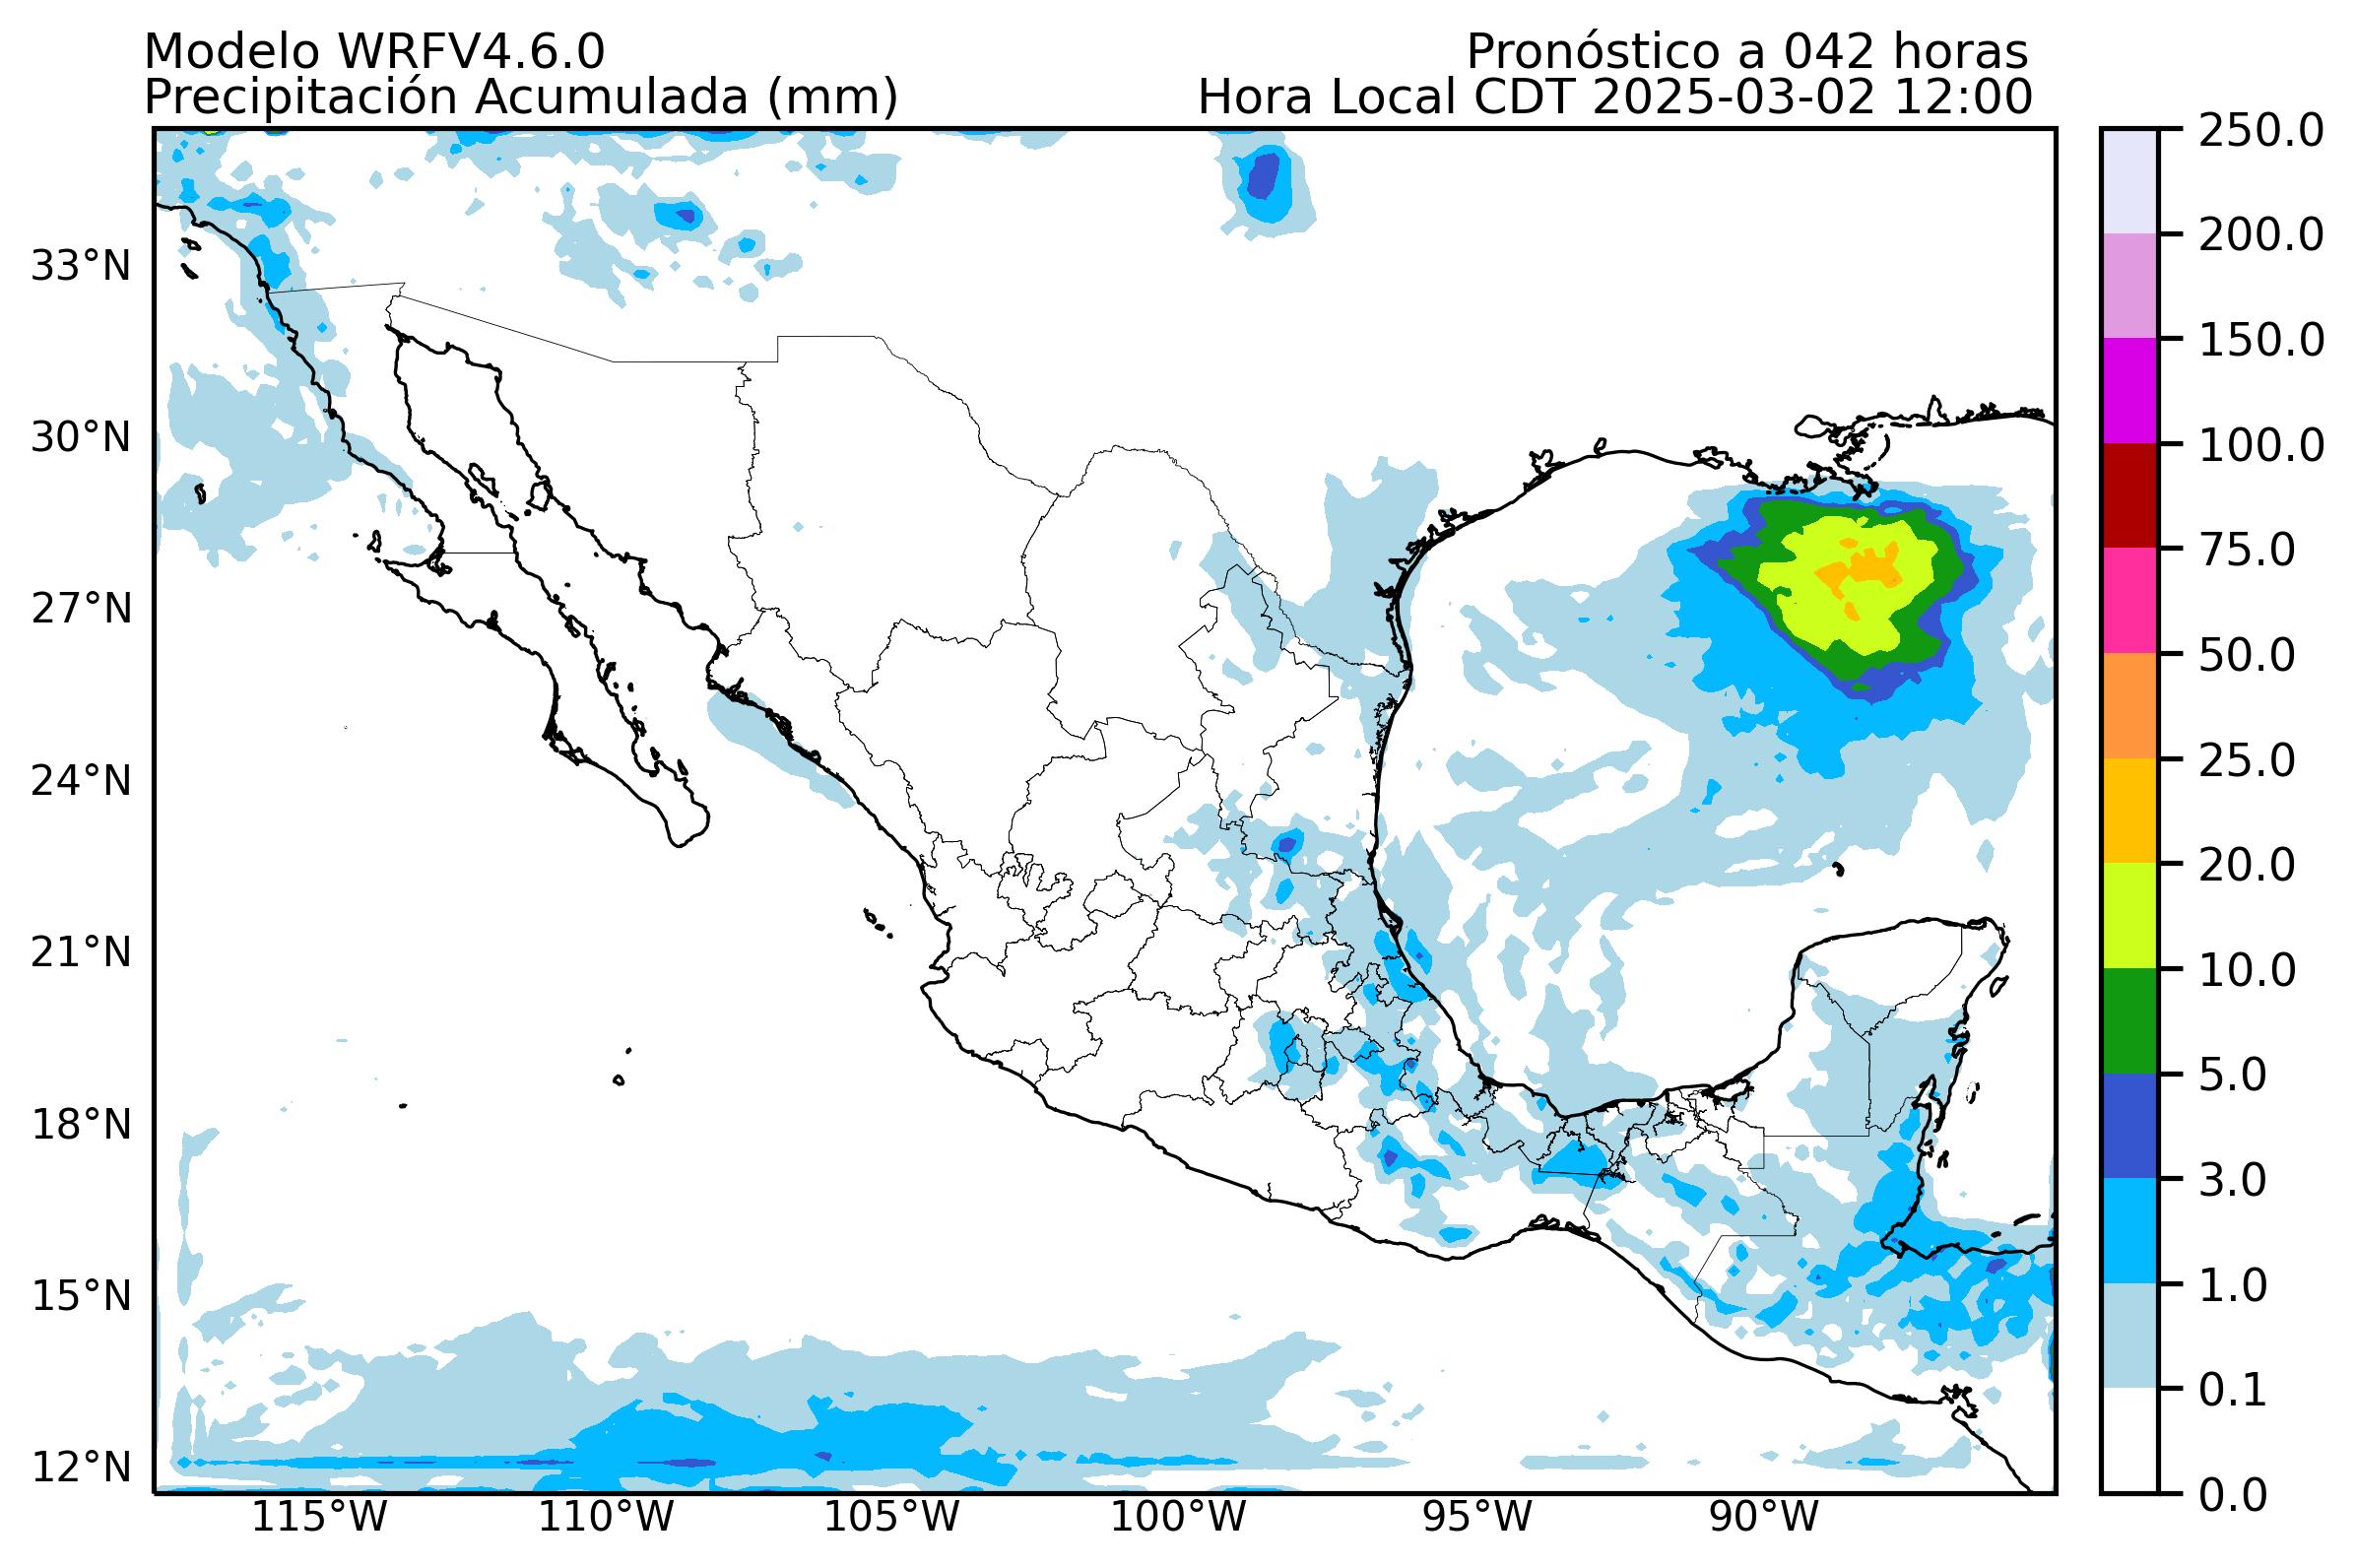 Modelo WRFV4.6.0
Pronóstico a 042 horas
Precipitación Acumulada (mm)
Hora Local CDT 2025-03-02 12:00
33°N
30°N
27°N
24°N
21°N
18°N
15°N
12°N
115°W
110°W
105°W
100°W
95°W
90°W
250.0
200.0
150.0
100.0
75.0
50.0
25.0
20.0
10.0
5.0
3.0
1.0
0.1
0.0